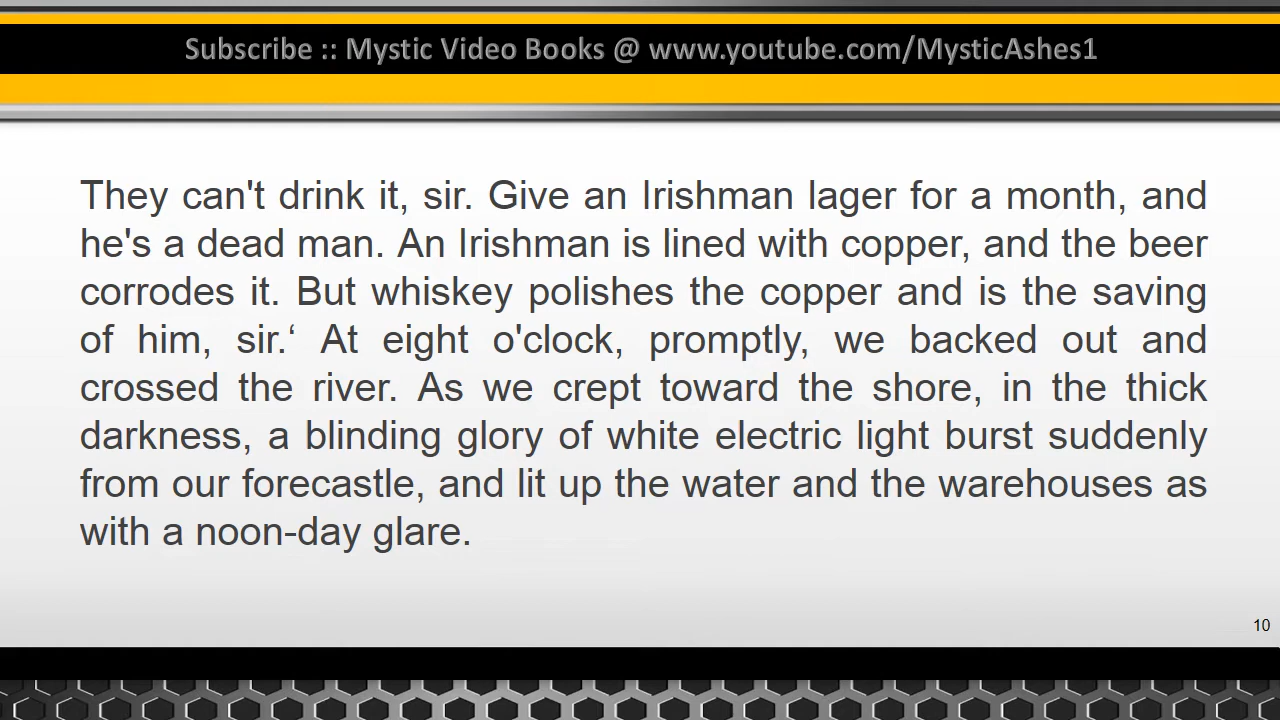 Subscribe :: Mystic Video Books @ www.youtube.com/MysticAshes1
They can't drink it, sir. Give an Irishman lager for a month, and
he's a dead man. An Irishman is lined with copper, and the beer
corrodes it. But whiskey polishes the copper and is the saving
of him, sir.‘ At eight o'clock, promptly, we backed out and
crossed the river. As we crept toward the shore, in the thick
darkness, a blinding glory of white electric light burst suddenly
from our forecastle, and lit up the water and the warehouses as
with a noon-day glare.
10